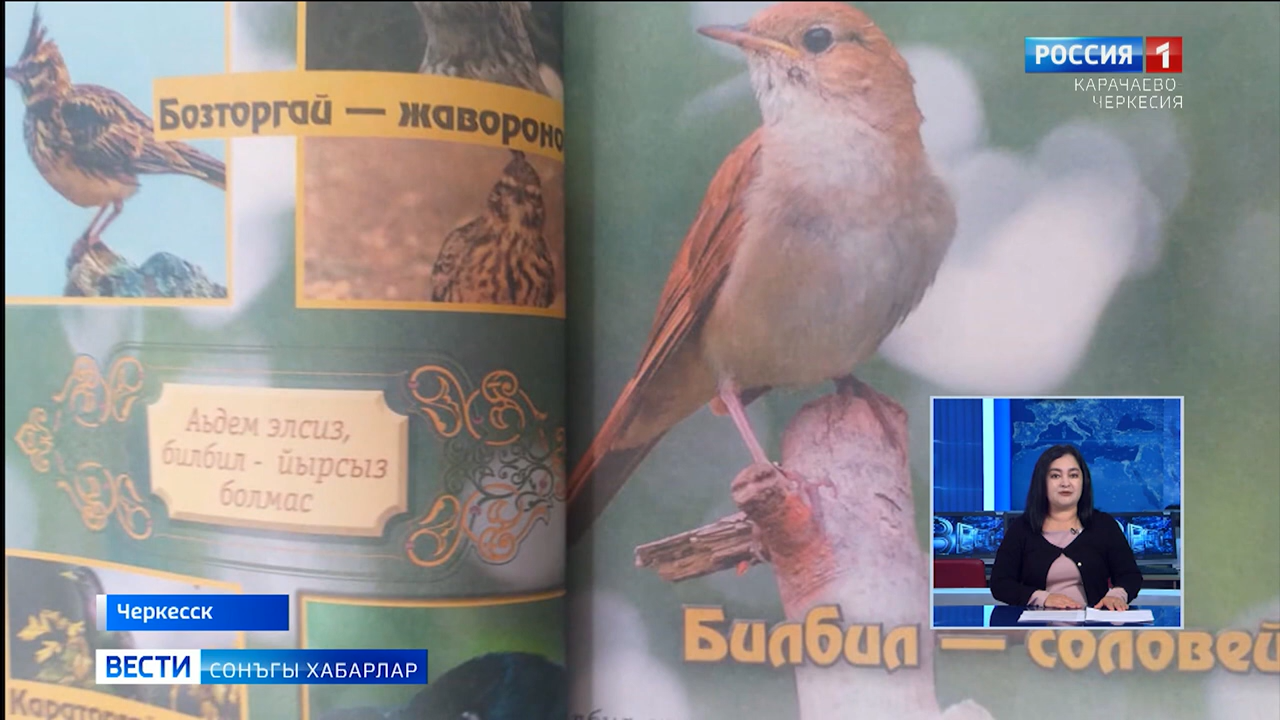 Бозторгай — жавороно
РОССИЯ 1
КАРАЧАЕВО-
ЧЕРКЕСИЯ
Аьдем элсиз,
билбил - йырсыз
болмас
Билбил — соловей
Черкесск
ВЕСТИ СОНЪГЫ ХАБАРЛАР